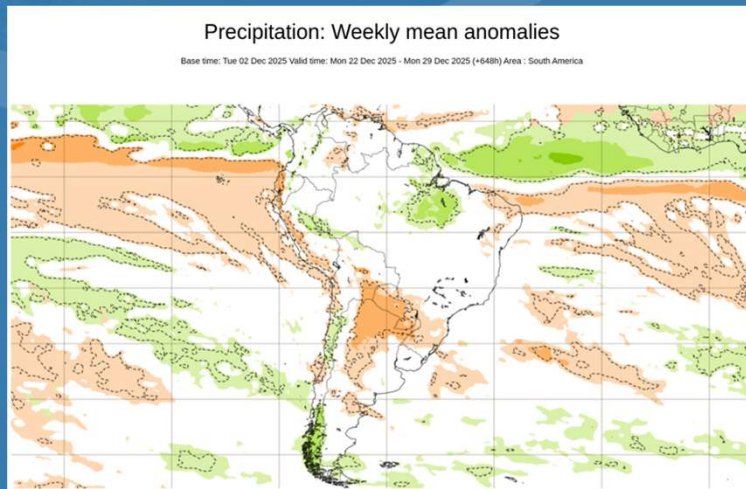 Precipitation: Weekly mean anomalies
Base time: Tue 02 Dec 2025 Valid time: Mon 22 Dec 2025 - Mon 29 Dec 2025 (+648h) Area : South America